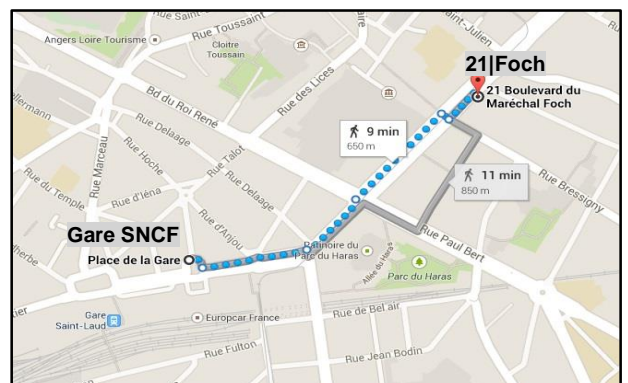 Rue Saint
Saint-Julien
Angers Loire Tourisme
Rue Toussaint
Cloître
Toussaint
21|Foch
21 Boulevard du
Maréchal Foch
Rue des Lices
Bd du Roi René
9 min
650 m
11 min
850 m
Rue Delaage
Rue Marceau
Rue Hoche
Rue Talot
Rue Bressigny
Rue du Temple
Rue d'Iéna
Rue Delaage
Rue d'Anjou
Gare SNCF
Place de la Gare
Patinoire du
Parc du Haras
Allée du Haras
Rue Paul Bert
Parc du Haras
Gare
Saint-Laud
Europcar France
Rue de Bel air
Rue Fulton
Rue Jean Bodin